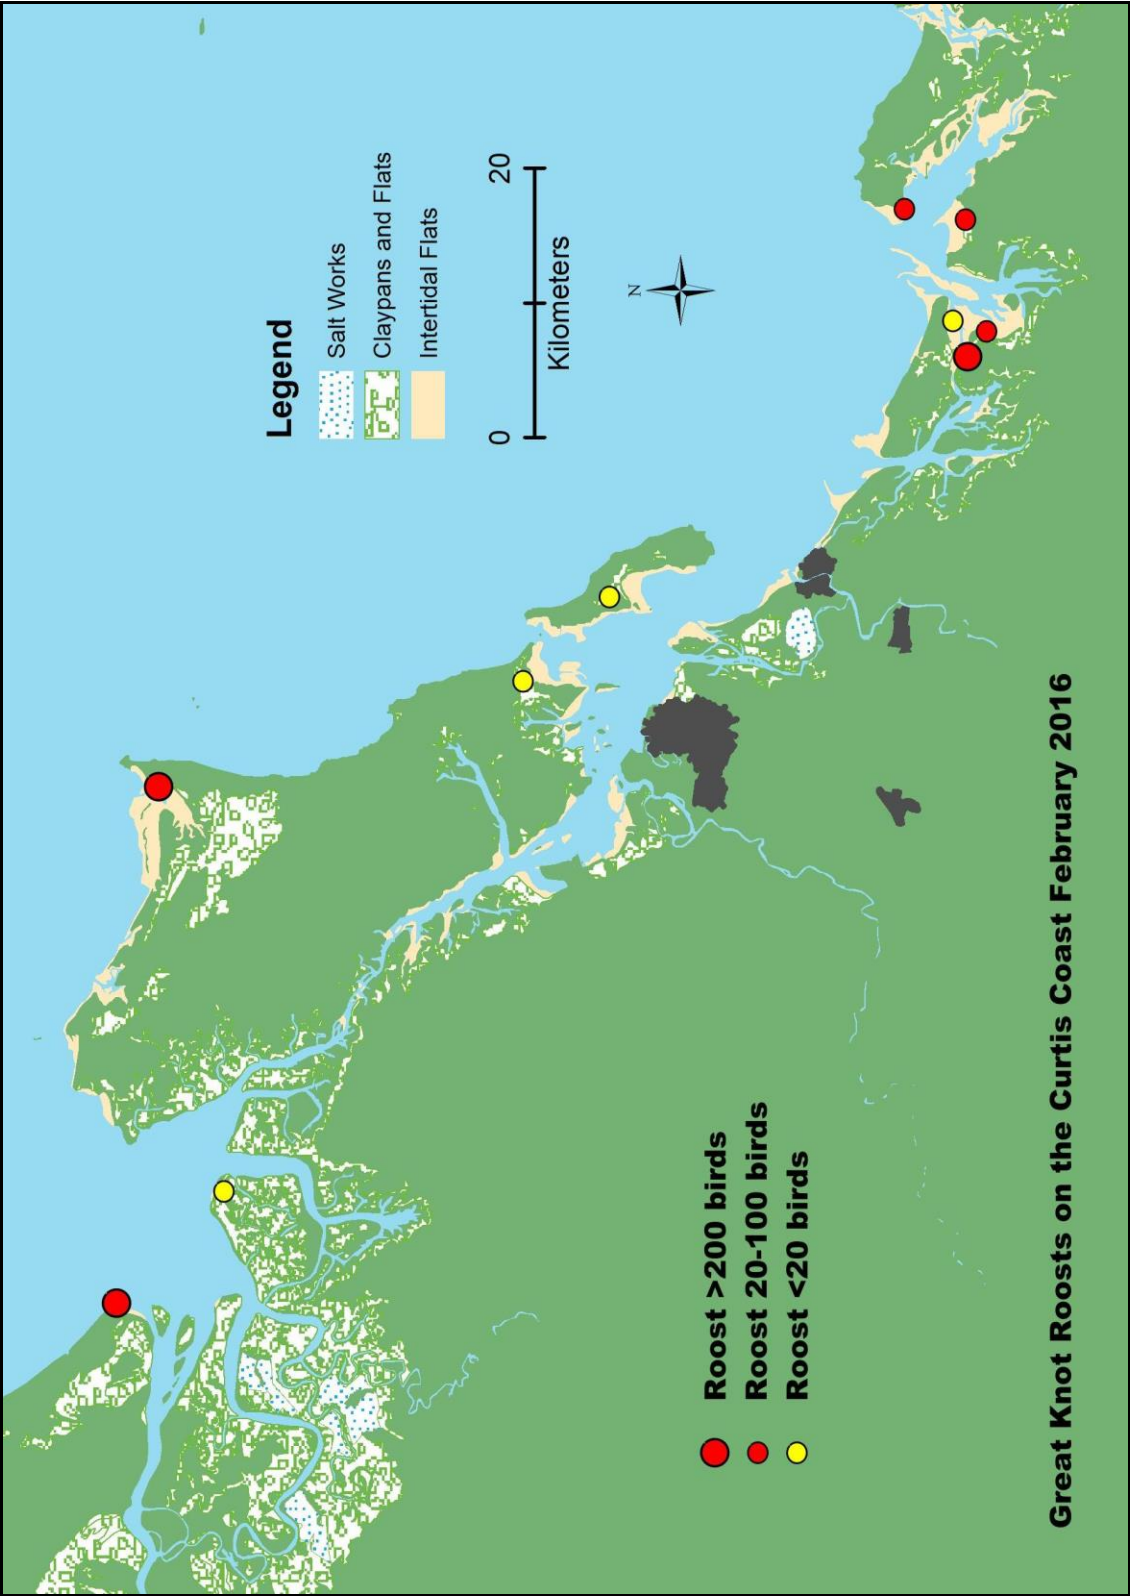 Legend
Salt Works
Claypans and Flats
Intertidal Flats
0 20
Kilometers
N
Roost >200 birds
Roost 20-100 birds
Roost <20 birds
Great Knot Roosts on the Curtis Coast February 2016